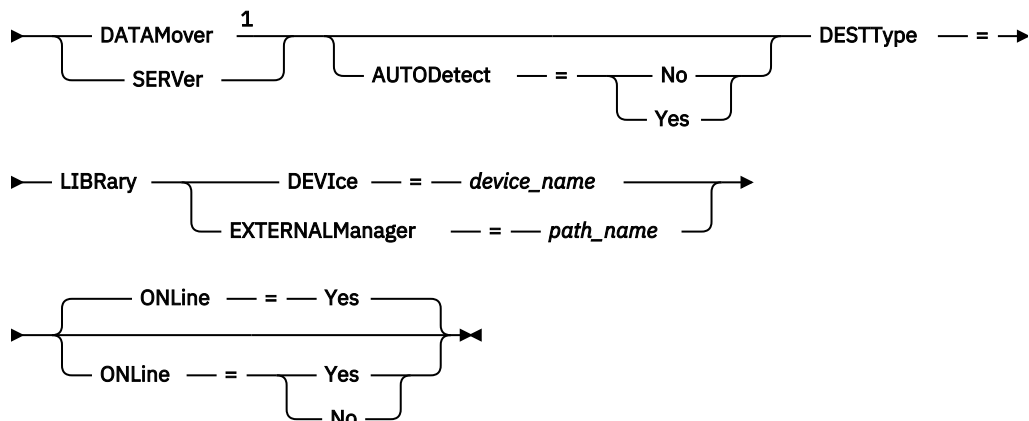 DATAMover 1
SERVer
AUTODetect = No
Yes
DESTType =
LIBRary DEVIce = device_name
EXTERNALManager = path_name
ONLine = Yes
ONLine = Yes
No